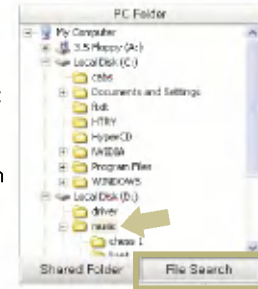 PC Folder
My Computer
3.5 Floppy (A:)
Local Disk (C:)
cabs
Documents and Settings
HTRY
HyperCD
NVIDIA
Program Files
WINDOWS
Local Disk (D:)
driver
music
chess 1
Shared Folder
File Search